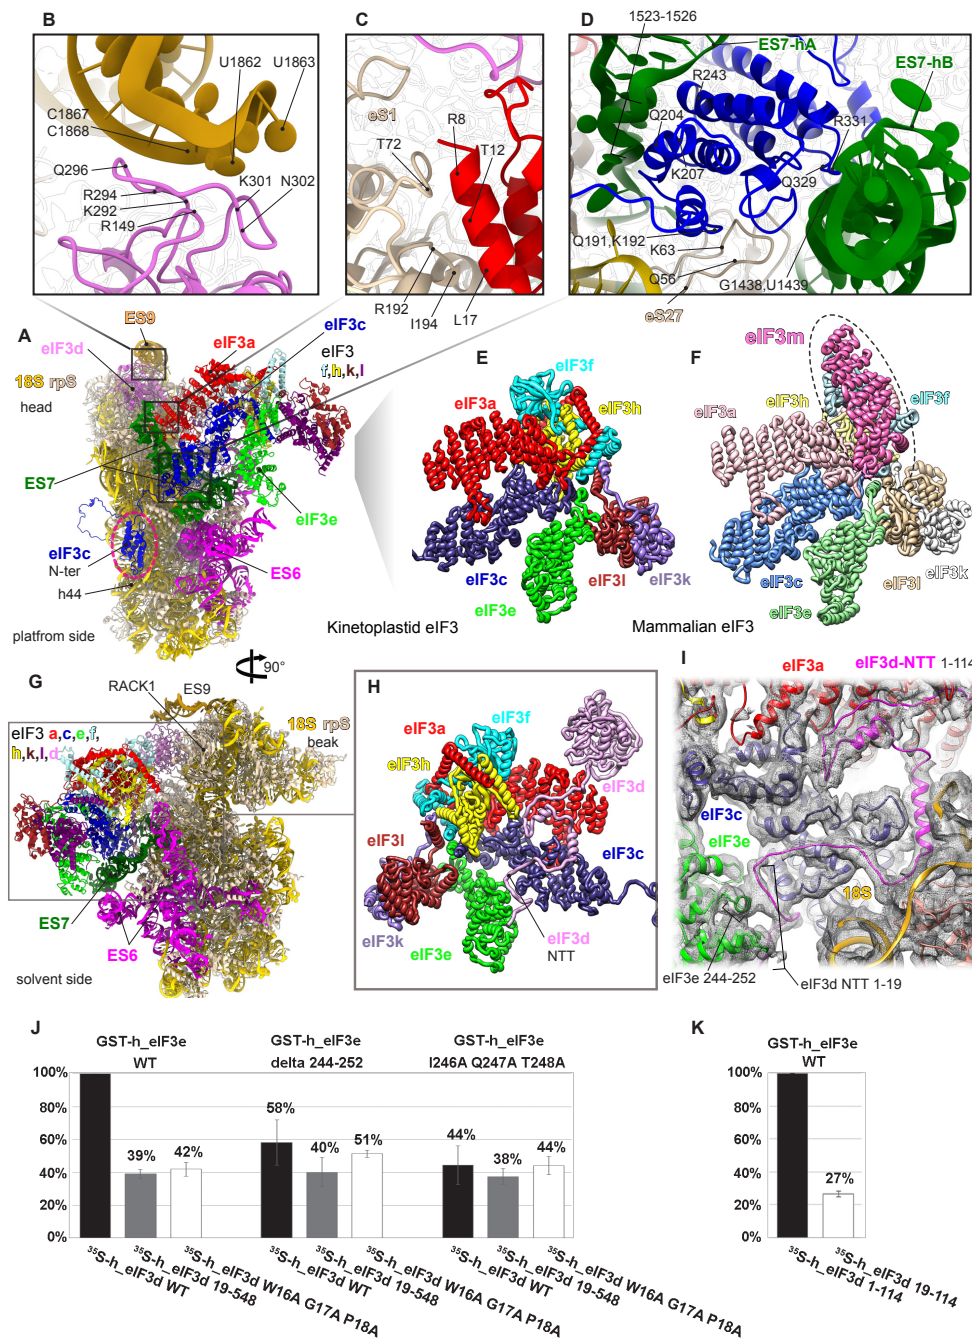 B
U1862
U1863
C1867
C1868
Q296
R294
K292
R149
K301
N302
C
eS1
R8
T72
T12
R192
I194
L17
D
1523-1526
ES7-hA
ES7-hB
R243
Q204
R331
K207
Q329
Q191,K192
K63
Q56
G1438,U1439
eS27
A
ES9
eIF3d
eIF3a
eIF3c
eIF3
f,h,k,l
18S rpS
head
ES7
eIF3e
eIF3c
N-ter
ES6
h44
platfrom side
90°
E
eIF3f
eIF3a
eIF3h
eIF3c
eIF3l
eIF3k
eIF3e
Kinetoplastid eIF3
F
eIF3m
eIF3a
eIF3h
eIF3f
eIF3c
eIF3k
eIF3l
eIF3e
Mammalian eIF3
G
RACK1
ES9
18S rpS
beak
eIF3 a,c,e,f,
h,k,l,d
ES7
ES6
solvent side
H
eIF3f
eIF3a
eIF3h
eIF3d
eIF3l
eIF3c
eIF3k
eIF3e
eIF3d
NTT
I
eIF3a
eIF3d-NTT 1-114
eIF3c
eIF3e
18S
eIF3e 244-252
eIF3d NTT 1-19
J
GST-h_eIF3e
WT
GST-h_eIF3e
delta 244-252
GST-h_eIF3e
I246A Q247A T248A
100%
80%
60%
40%
20%
0%
39%
42%
58%
40%
51%
44%
38%
44%
³⁵S-h_eIF3d WT
³⁵S-h_eIF3d 19-548
³⁵S-h_eIF3d W16A G17A P18A
³⁵S-h_eIF3d WT
³⁵S-h_eIF3d 19-548
³⁵S-h_eIF3d W16A G17A P18A
³⁵S-h_eIF3d WT
³⁵S-h_eIF3d 19-548
³⁵S-h_eIF3d W16A G17A P18A
K
GST-h_eIF3e
WT
100%
80%
60%
40%
20%
0%
27%
³⁵S-h_eIF3d 1-114
³⁵S-h_eIF3d 19-114